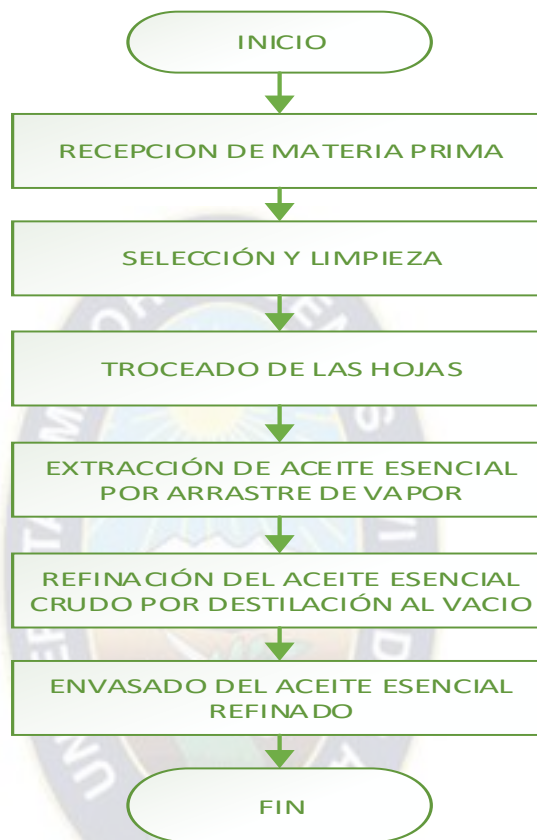 INICIO
RECEPCION DE MATERIA PRIMA
SELECCIÓN Y LIMPIEZA
TROCEADO DE LAS HOJAS
EXTRACCIÓN DE ACEITE ESENCIAL
POR ARRASTRE DE VAPOR
REFINACIÓN DEL ACEITE ESENCIAL
CRUDO POR DESTILACIÓN AL VACIO
ENVASADO DEL ACEITE ESENCIAL
REFINADO
FIN